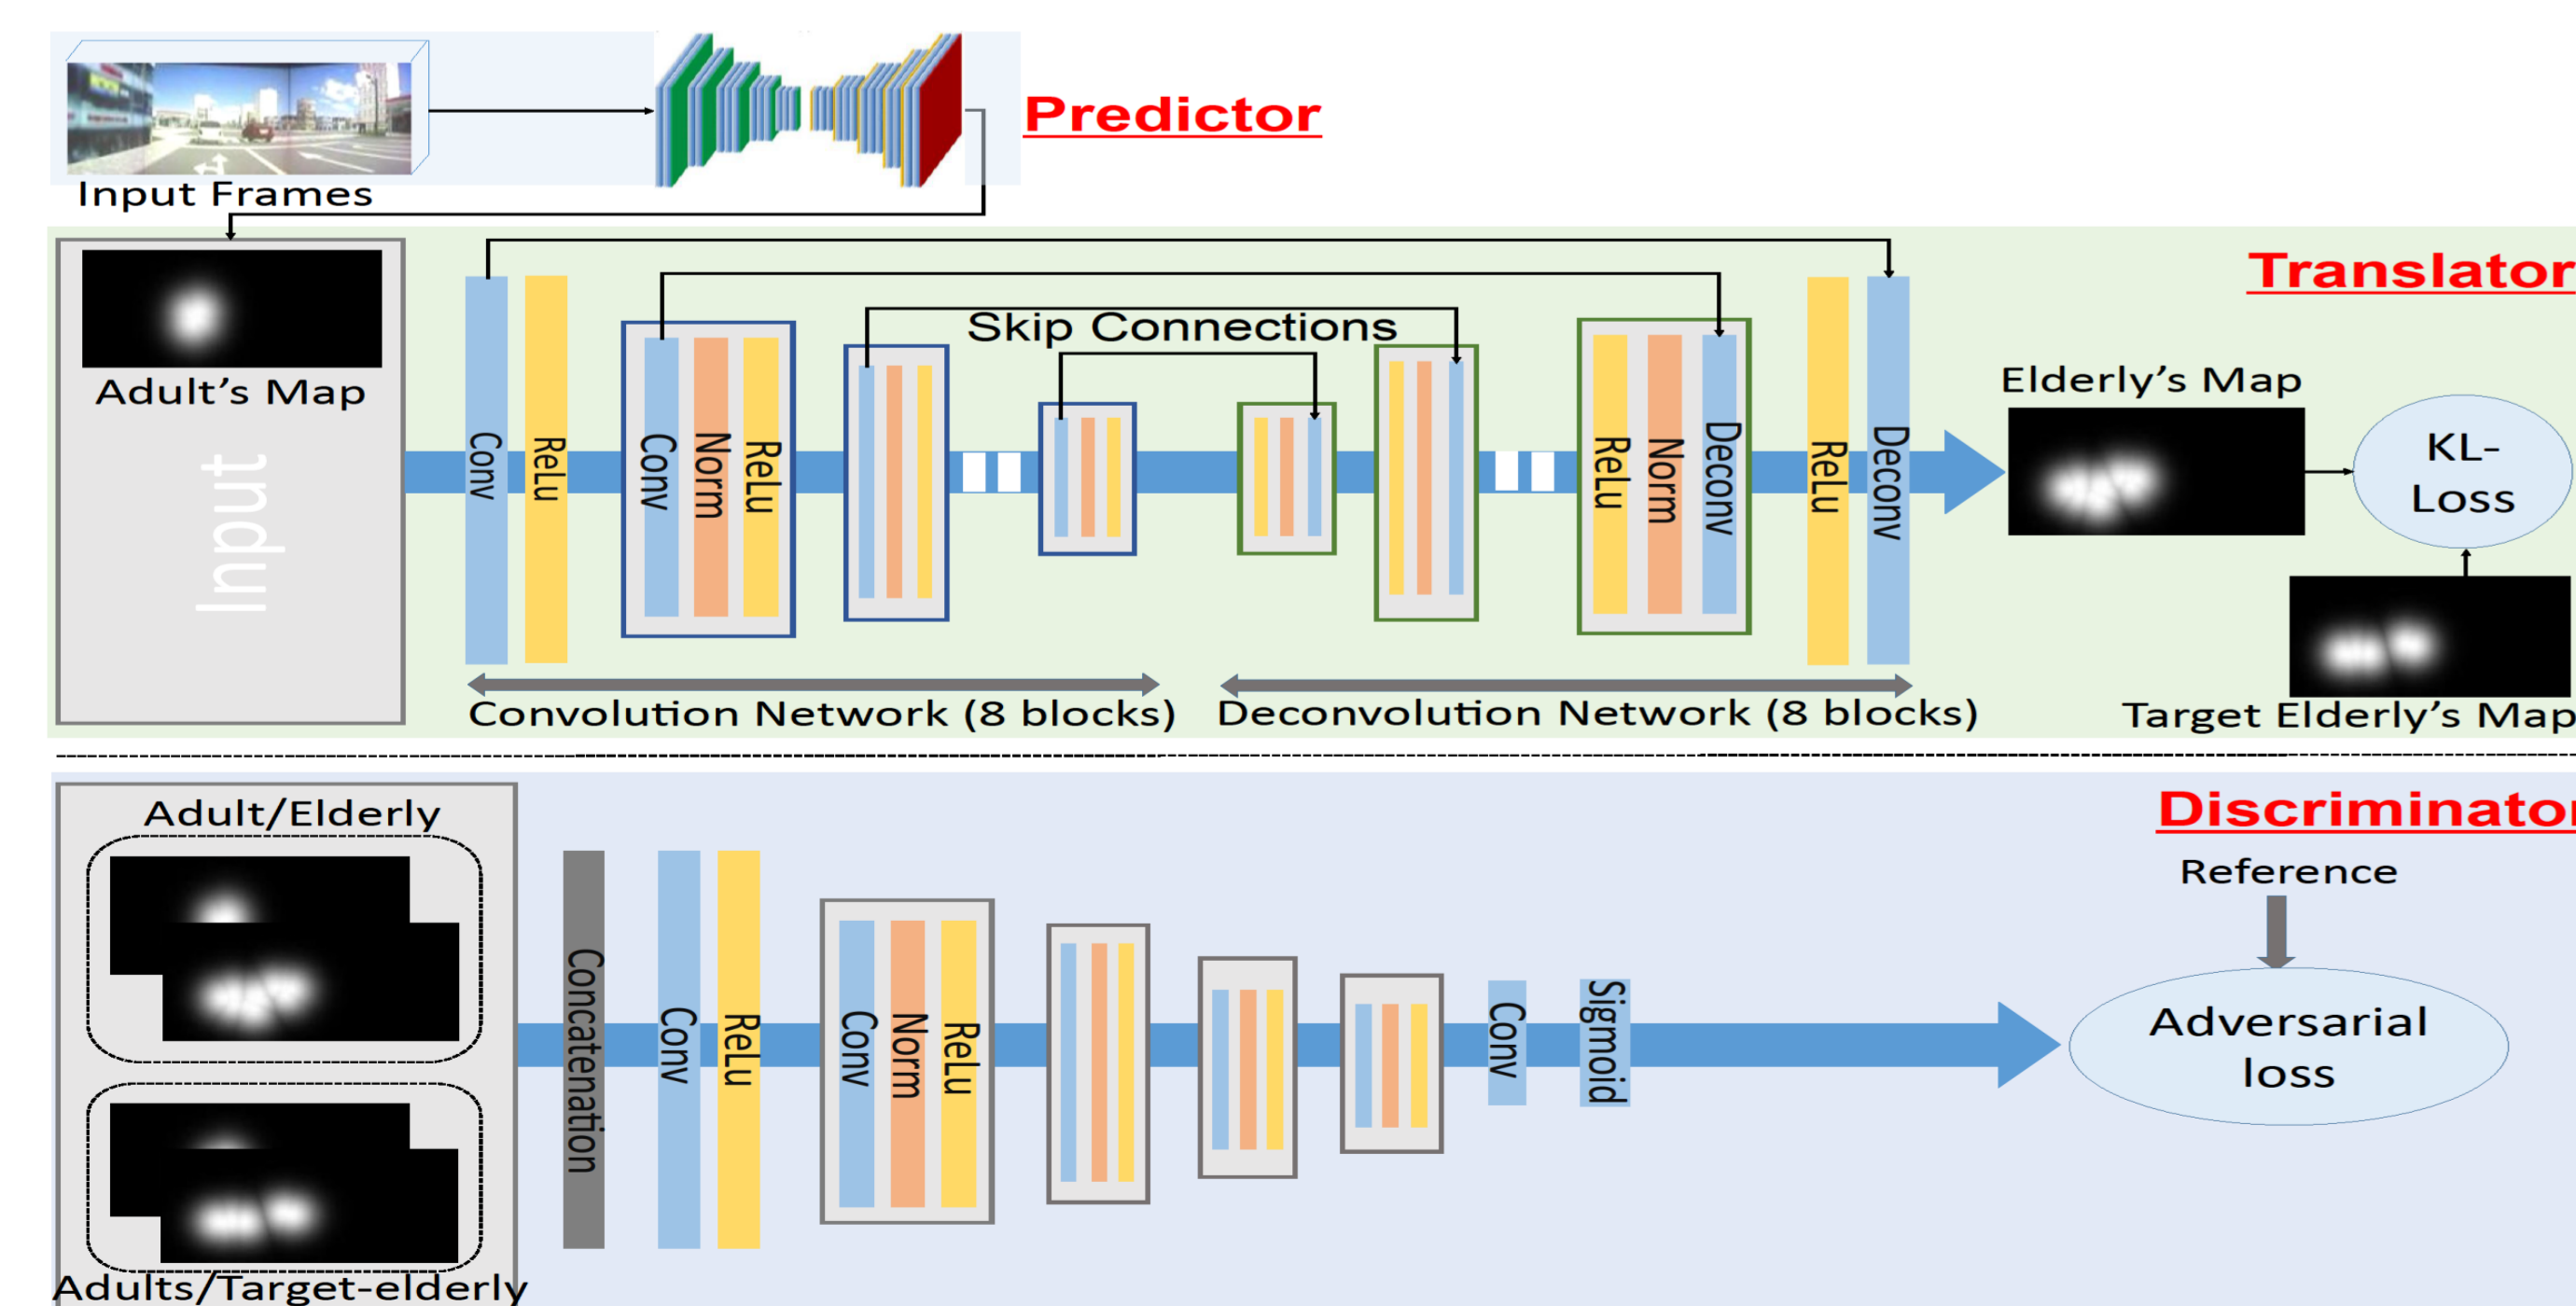 Predictor
Input Frames
Translator
Skip Connections
Adult's Map
Input
Conv
ReLu
Conv
Norm
ReLu
ReLu
Norm
Deconv
ReLu
Deconv
Elderly's Map
KL-
Loss
Convolution Network (8 blocks)
Deconvolution Network (8 blocks)
Target Elderly's Map
Adult/Elderly
Discriminator
Reference
Concatenation
Conv
ReLu
Conv
Norm
ReLu
Conv
Sigmoid
Adversarial
loss
Adults/Target-elderly